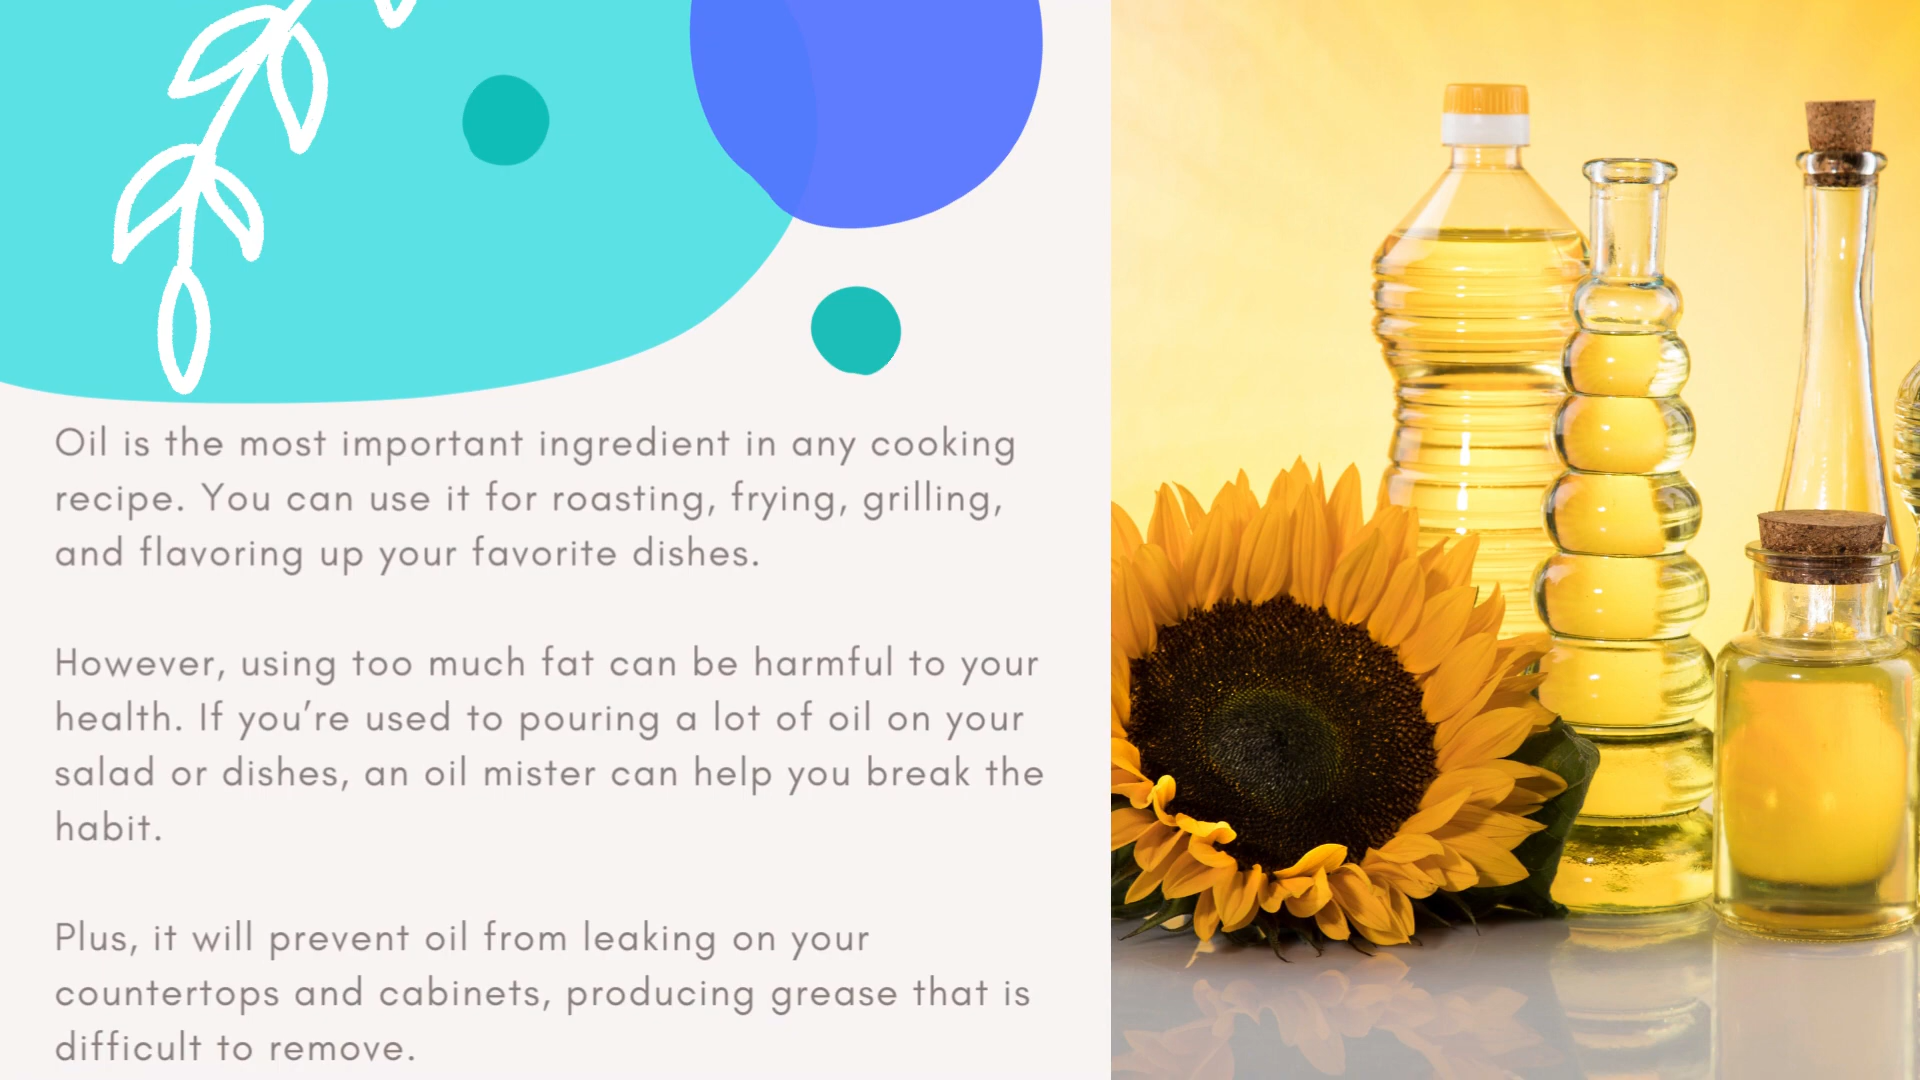 Oil is the most important ingredient in any cooking
recipe. You can use it for roasting, frying, grilling,
and flavoring up your favorite dishes.
However, using too much fat can be harmful to your
health. If you’re used to pouring a lot of oil on your
salad or dishes, an oil mister can help you break the
habit.
Plus, it will prevent oil from leaking on your
countertops and cabinets, producing grease that is
difficult to remove.